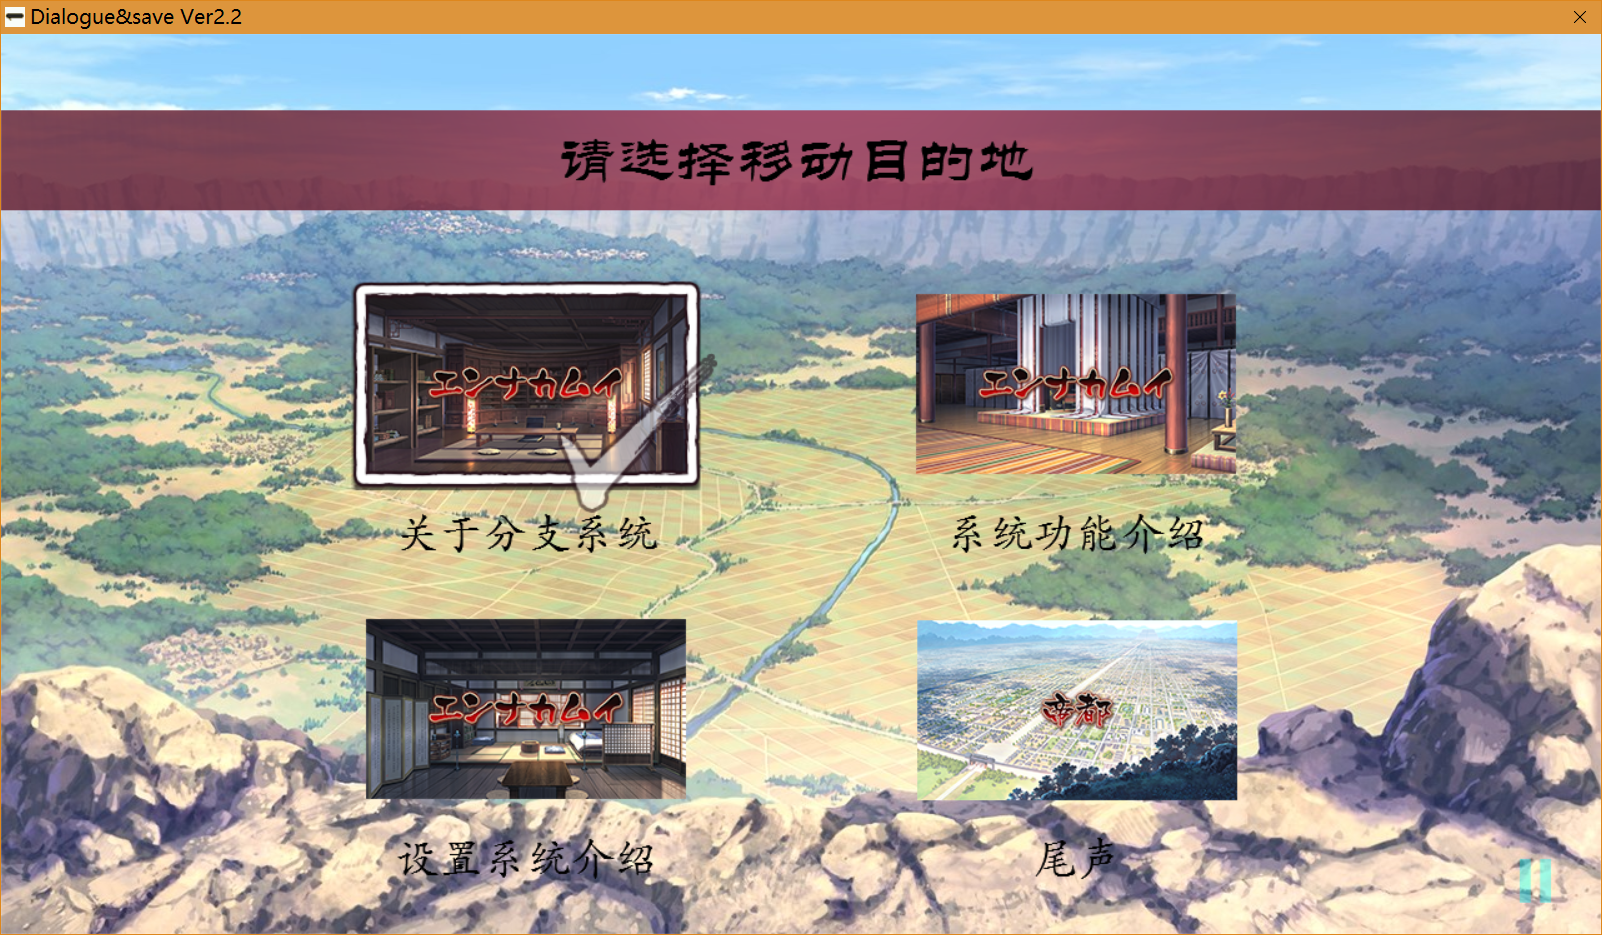 Dialogue&save Ver2.2
请选择移动目的地
エンナカムイ
エンナカムイ
关于分支系统
系统功能介绍
エンナカムイ
帝都
设置系统介绍
尾声